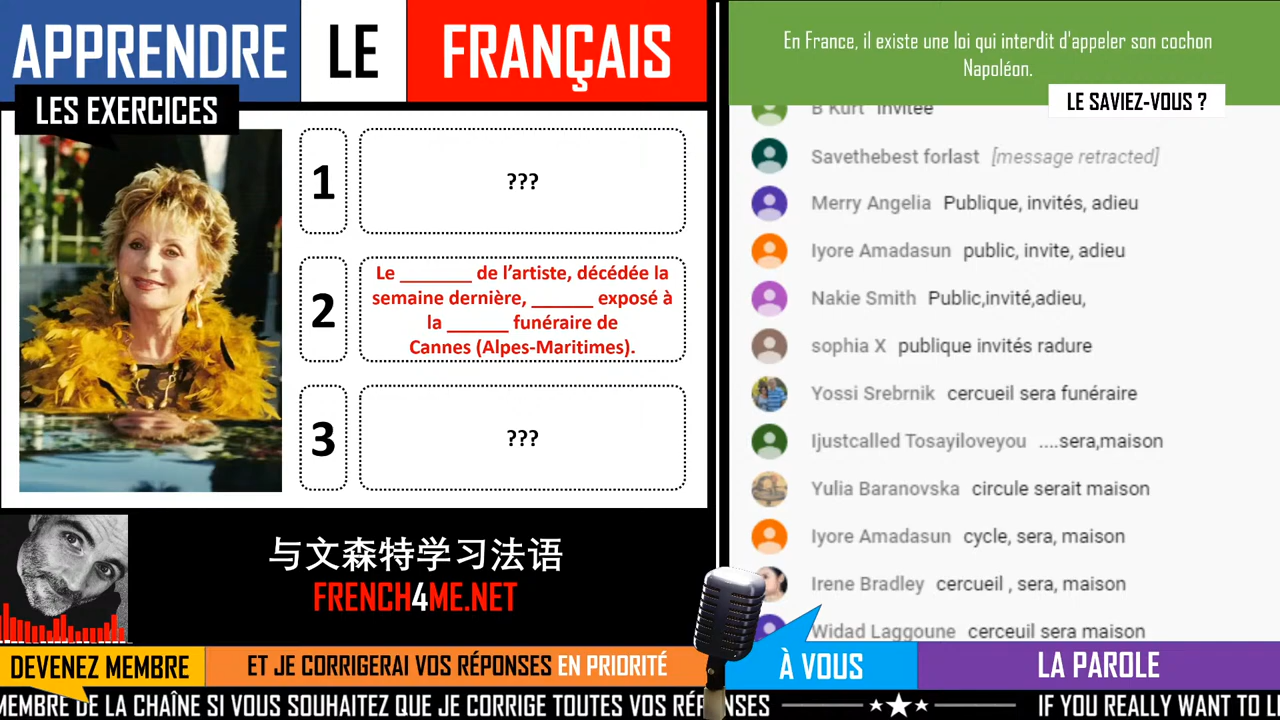 APPRENDRE LE FRANÇAIS
LES EXERCICES
1
???
2
Le _______ de l'artiste, décédée la
semaine dernière, ______ exposé à
la ______ funéraire de
Cannes (Alpes-Maritimes).
3
???
与文森特学习法语
FRENCH4ME.NET
En France, il existe une loi qui interdit d'appeler son cochon
Napoléon.
LE SAVIEZ-VOUS ?
B Kurt invitée
Savethebest forlast [message retracted]
Merry Angelia Publique, invités, adieu
Iyore Amadasun public, invite, adieu
Nakie Smith Public,invité,adieu,
sophia X publique invités radure
Yossi Srebrnik cercueil sera funéraire
Ijustcalled Tosayiloveyou ....sera,maison
Yulia Baranovska circule serait maison
Iyore Amadasun cycle, sera, maison
Irene Bradley cercueil , sera, maison
Widad Laggoune cerceuil sera maison
DEVENEZ MEMBRE ET JE CORRIGERAI VOS RÉPONSES EN PRIORITÉ
À VOUS LA PAROLE
MEMBRE DE LA CHAÎNE SI VOUS SOUHAITEZ QUE JE CORRIGE TOUTES VOS RÉPONSES IF YOU REALLY WANT TO